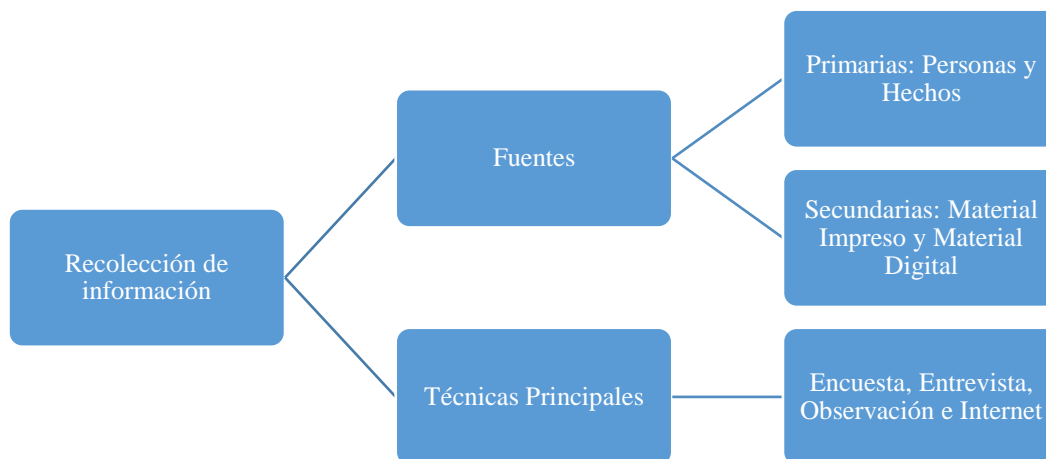 Recolección de
información
Fuentes
Primarias: Personas y
Hechos
Secundarias: Material
Impreso y Material
Digital
Técnicas Principales
Encuesta, Entrevista,
Observación e Internet